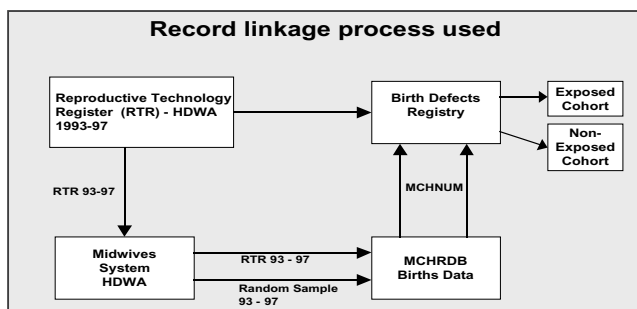 Record linkage process used
Reproductive Technology
Register (RTR) - HDWA
1993-97
Birth Defects
Registry
Exposed
Cohort
Non-
Exposed
Cohort
RTR 93-97
MCHNUM
Midwives
System
HDWA
RTR 93 - 97
Random Sample
93 - 97
MCHRDB
Births Data